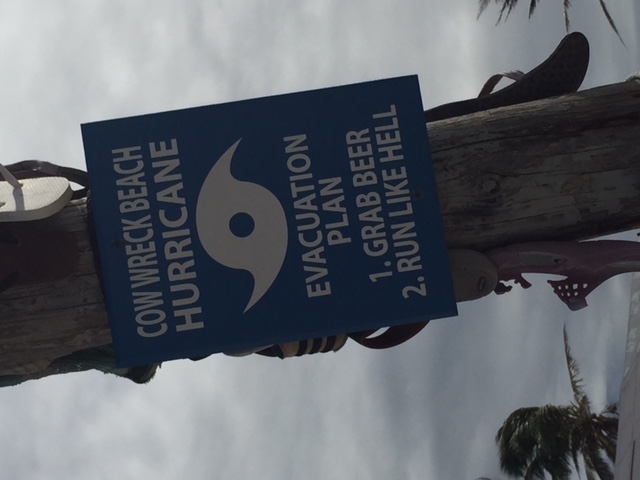 COW WRECK BEACH
HURRICANE
EVACUATION
PLAN
1. GRAB BEER
2. RUN LIKE HELL